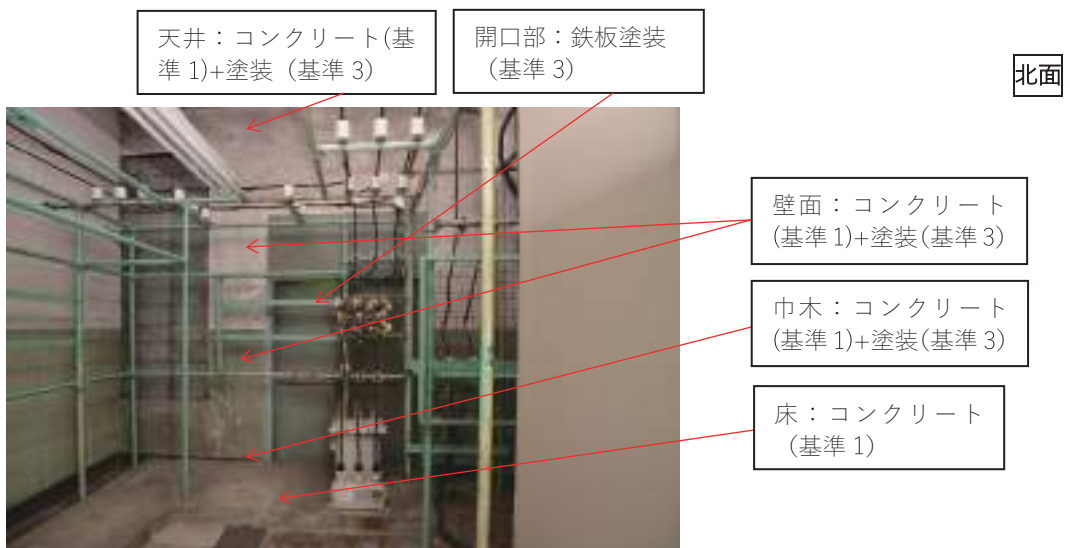 天井：コンクリート(基
準1)+塗装（基準3）
開口部：鉄板塗装
（基準3）
北面
壁面：コンクリート
(基準1)+塗装(基準3)
巾木：コンクリート
(基準1)+塗装(基準3)
床：コンクリート
（基準1）